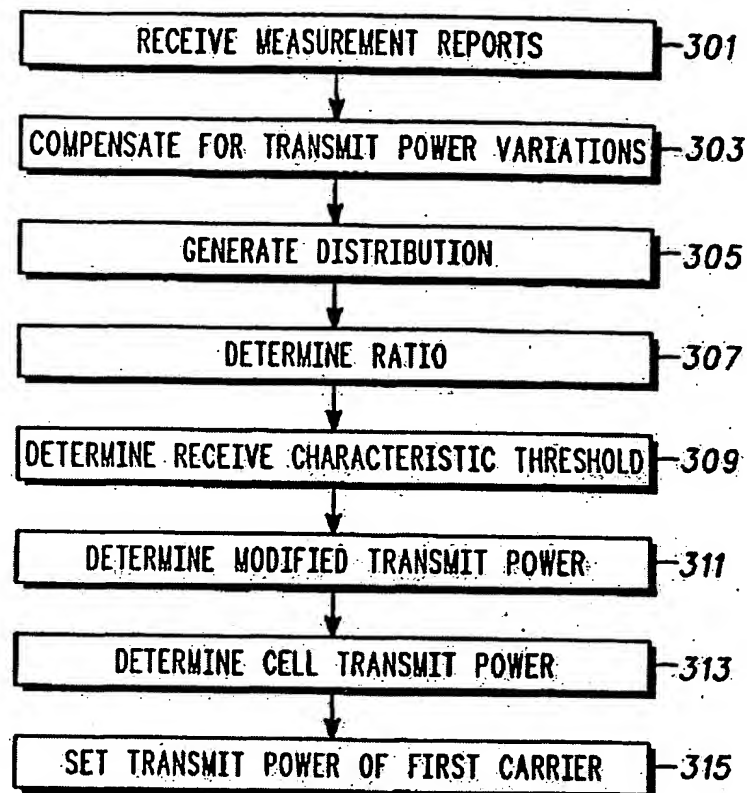 RECEIVE MEASUREMENT REPORTS 301
COMPENSATE FOR TRANSMIT POWER VARIATIONS 303
GENERATE DISTRIBUTION 305
DETERMINE RATIO 307
DETERMINE RECEIVE CHARACTERISTIC THRESHOLD 309
DETERMINE MODIFIED TRANSMIT POWER 311
DETERMINE CELL TRANSMIT POWER 313
SET TRANSMIT POWER OF FIRST CARRIER 315